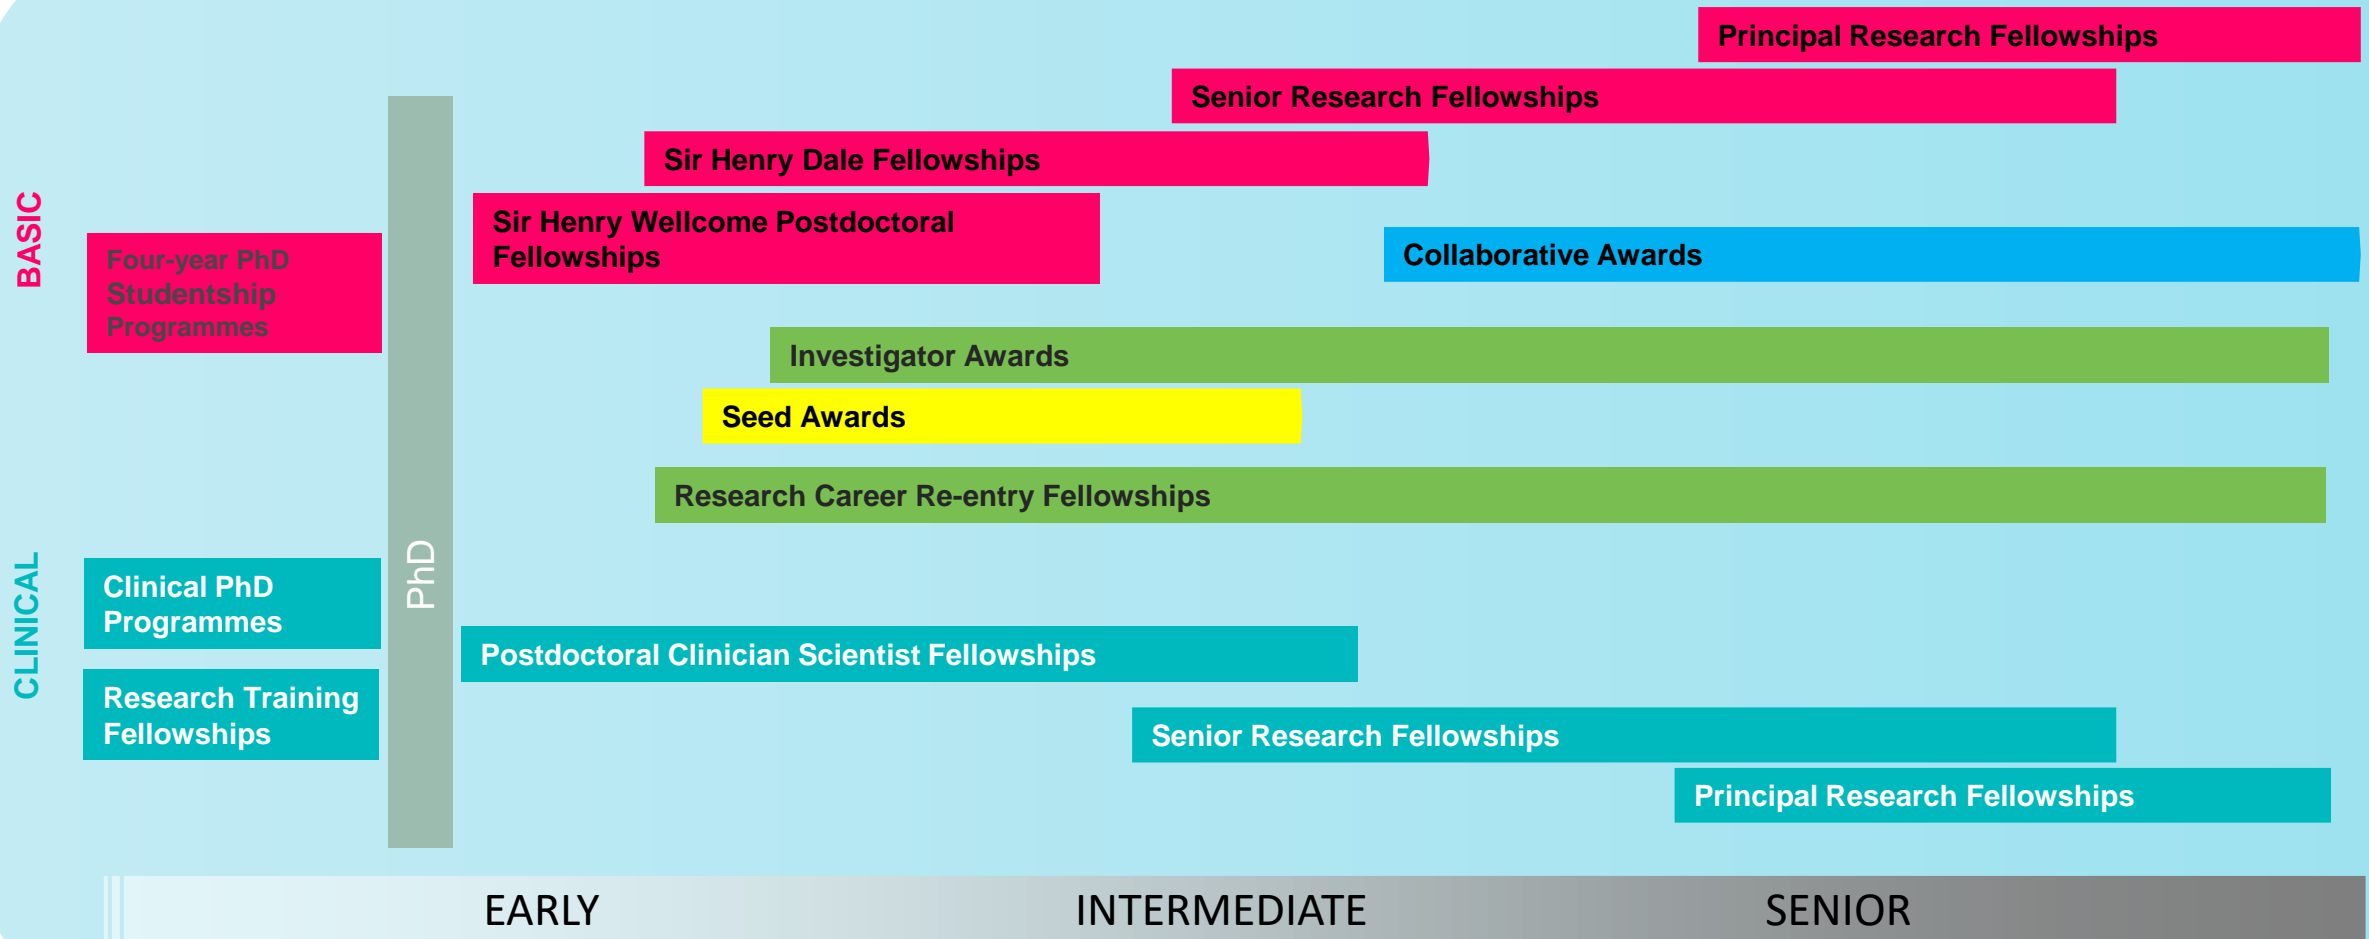 Principal Research Fellowships
Senior Research Fellowships
Sir Henry Dale Fellowships
BASIC
Sir Henry Wellcome Postdoctoral
Fellowships
Collaborative Awards
Four-year PhD
Studentship
Programmes
Investigator Awards
Seed Awards
Research Career Re-entry Fellowships
PhD
CLINICAL
Clinical PhD
Programmes
Postdoctoral Clinician Scientist Fellowships
Research Training
Fellowships
Senior Research Fellowships
Principal Research Fellowships
EARLY
INTERMEDIATE
SENIOR